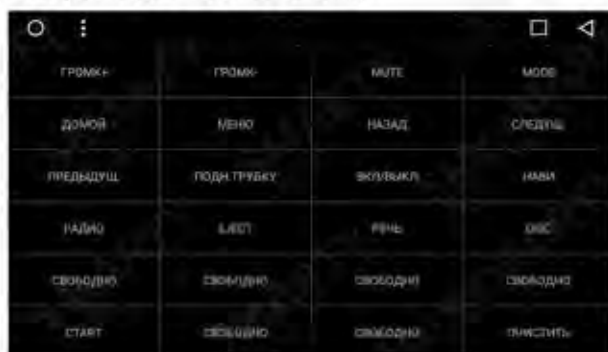 ГРОМК+ ГРОМК- MUTE MODE
ДОМОЙ МЕНЮ НАЗАД СЛЕДУЩ
ПРЕДЫДУЩ ПОДН.ТРУБКУ ВКЛ/ВЫКЛ НАВИ
РАДИО EJECT РЕЧЬ
СВОБОДНО СВОБОДНО СВОБОДНО СВОБОДНО
СТАРТ СВОБОДНО СВОБОДНО ОЧИСТИТЬ